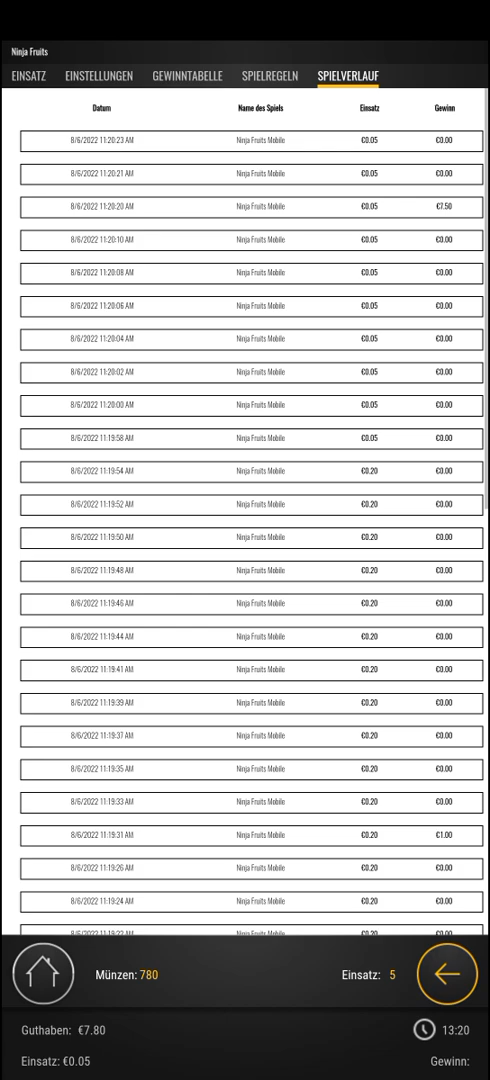 Ninja Fruits
EINSATZ EINSTELLUNGEN GEWINNTABELLE SPIELREGELN SPIELVERLAUF
Datum Name des Spiels Einsatz Gewinn
8/6/2022 11:20:23 AM Ninja Fruits Mobile €0.05 €0.00
8/6/2022 11:20:21 AM Ninja Fruits Mobile €0.05 €0.00
8/6/2022 11:20:20 AM Ninja Fruits Mobile €0.05 €7.50
8/6/2022 11:20:10 AM Ninja Fruits Mobile €0.05 €0.00
8/6/2022 11:20:08 AM Ninja Fruits Mobile €0.05 €0.00
8/6/2022 11:20:06 AM Ninja Fruits Mobile €0.05 €0.00
8/6/2022 11:20:04 AM Ninja Fruits Mobile €0.05 €0.00
8/6/2022 11:20:02 AM Ninja Fruits Mobile €0.05 €0.00
8/6/2022 11:20:00 AM Ninja Fruits Mobile €0.05 €0.00
8/6/2022 11:19:58 AM Ninja Fruits Mobile €0.05 €0.00
8/6/2022 11:19:54 AM Ninja Fruits Mobile €0.20 €0.00
8/6/2022 11:19:52 AM Ninja Fruits Mobile €0.20 €0.00
8/6/2022 11:19:50 AM Ninja Fruits Mobile €0.20 €0.00
8/6/2022 11:19:48 AM Ninja Fruits Mobile €0.20 €0.00
8/6/2022 11:19:46 AM Ninja Fruits Mobile €0.20 €0.00
8/6/2022 11:19:44 AM Ninja Fruits Mobile €0.20 €0.00
8/6/2022 11:19:41 AM Ninja Fruits Mobile €0.20 €0.00
8/6/2022 11:19:39 AM Ninja Fruits Mobile €0.20 €0.00
8/6/2022 11:19:37 AM Ninja Fruits Mobile €0.20 €0.00
8/6/2022 11:19:35 AM Ninja Fruits Mobile €0.20 €0.00
8/6/2022 11:19:33 AM Ninja Fruits Mobile €0.20 €0.00
8/6/2022 11:19:31 AM Ninja Fruits Mobile €0.20 €1.00
8/6/2022 11:19:26 AM Ninja Fruits Mobile €0.20 €0.00
8/6/2022 11:19:24 AM Ninja Fruits Mobile €0.20 €0.00
8/6/2022 11:19:22 AM Ninja Fruits Mobile €0.20 €0.00
Münzen: 780 Einsatz: 5
Guthaben: €7.80 13:20
Einsatz: €0.05 Gewinn: